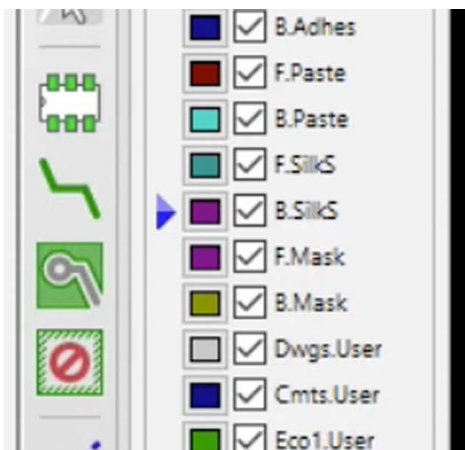 B.Adhes
F.Paste
B.Paste
F.SilkS
B.SilkS
F.Mask
B.Mask
Dwgs.User
Cmts.User
Eco1.User